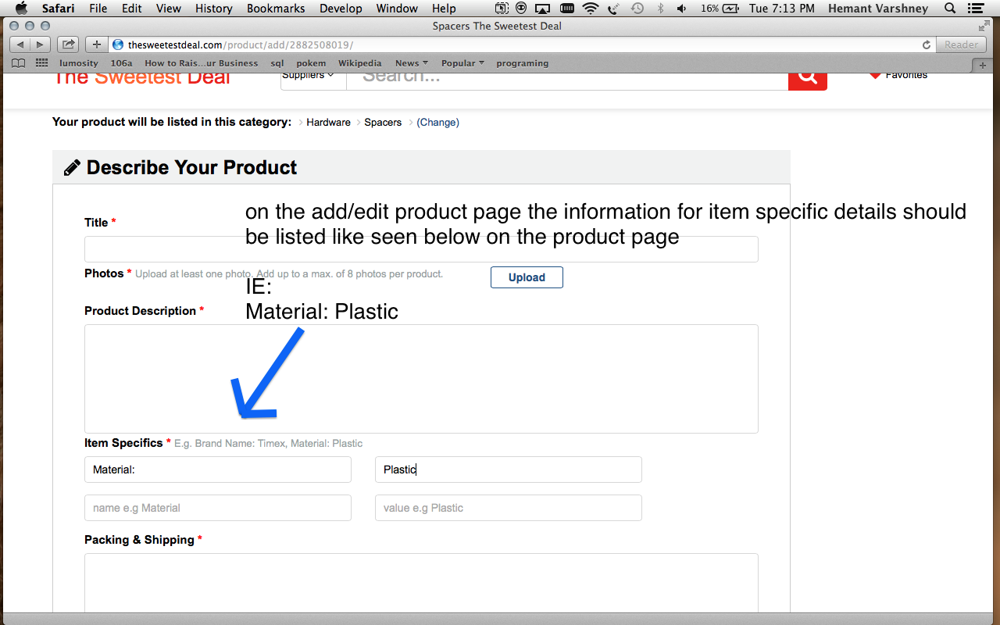 Safari File Edit View History Bookmarks Develop Window Help 16% Tue 7:13 PM Hemant Varshney
Spacers The Sweetest Deal
thesweetestdeal.com/product/add/2882508019/ Reader
lumosity 106a How to Rais...ur Business sql pokem Wikipedia News Popular programing
The Sweetest Deal Suppliers Search... Favorites
Your product will be listed in this category: > Hardware > Spacers > (Change)
Describe Your Product
on the add/edit product page the information for item specific details should
be listed like seen below on the product page
Title *
Photos * Upload at least one photo. Add up to a max. of 8 photos per product. Upload
IE:
Material: Plastic
Product Description *
Item Specifics * E.g. Brand Name: Timex, Material: Plastic
Material: Plastic
name e.g Material value e.g Plastic
Packing & Shipping *